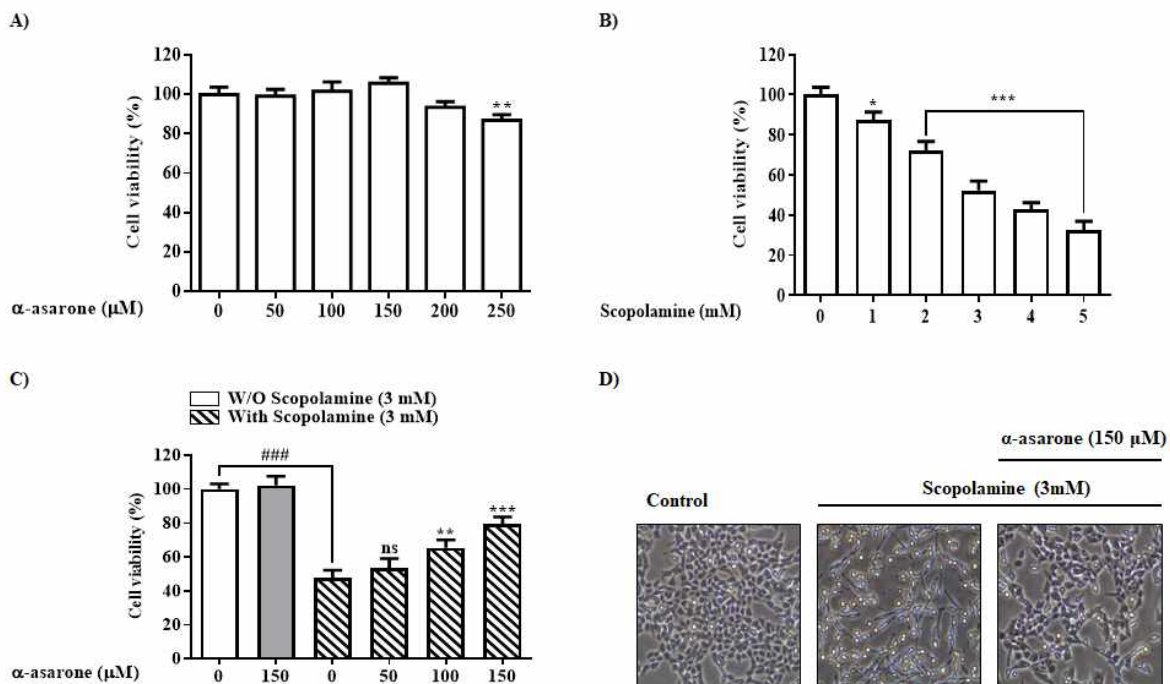 A)
120
100
80
60
40
20
0
Cell viability (%)
**
α-asarone (μM)
0 50 100 150 200 250
B)
120
100
80
60
40
20
0
Cell viability (%)
*
***
Scopolamine (mM)
0 1 2 3 4 5
C)
W/O Scopolamine (3 mM)
With Scopolamine (3 mM)
120
100
80
60
40
20
0
Cell viability (%)
###
ns
**
***
α-asarone (μM)
0 150 0 50 100 150
D)
α-asarone (150 μM)
Control
Scopolamine (3mM)